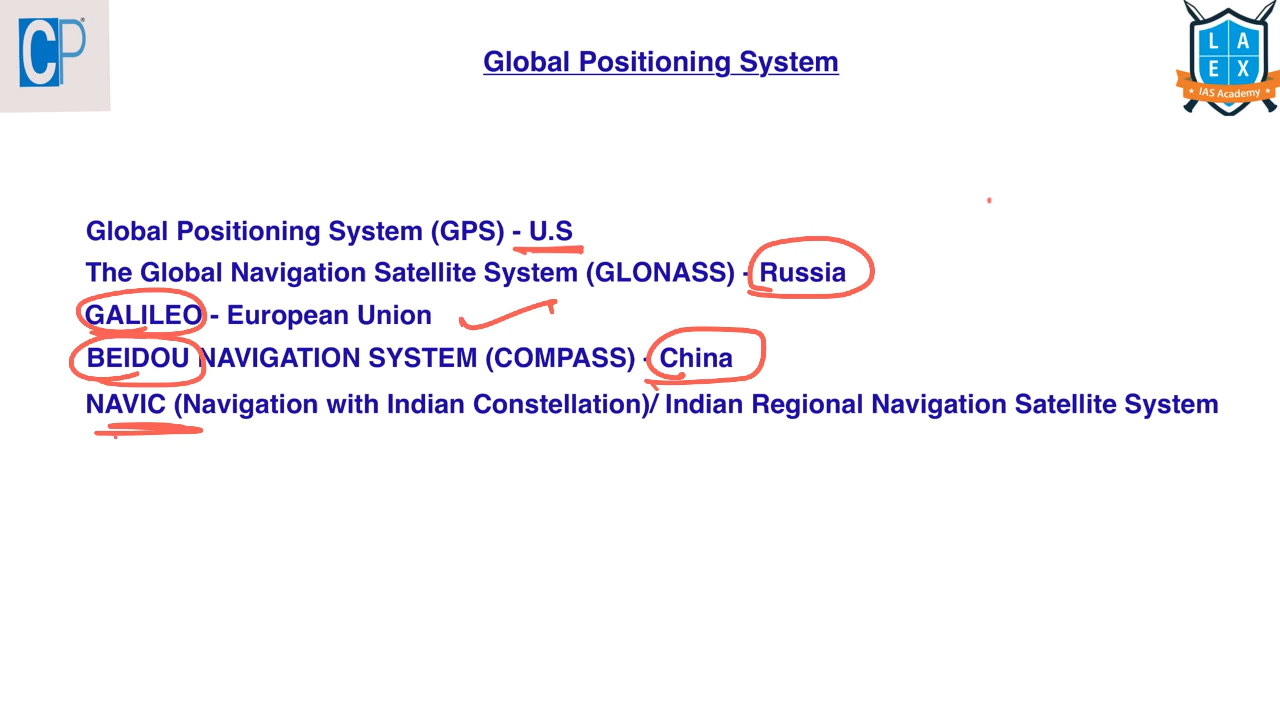 CP
Global Positioning System
L A
E X
IAS Academy
Global Positioning System (GPS) - U.S
The Global Navigation Satellite System (GLONASS) - Russia
GALILEO - European Union
BEIDOU NAVIGATION SYSTEM (COMPASS) - China
NAVIC (Navigation with Indian Constellation)/ Indian Regional Navigation Satellite System